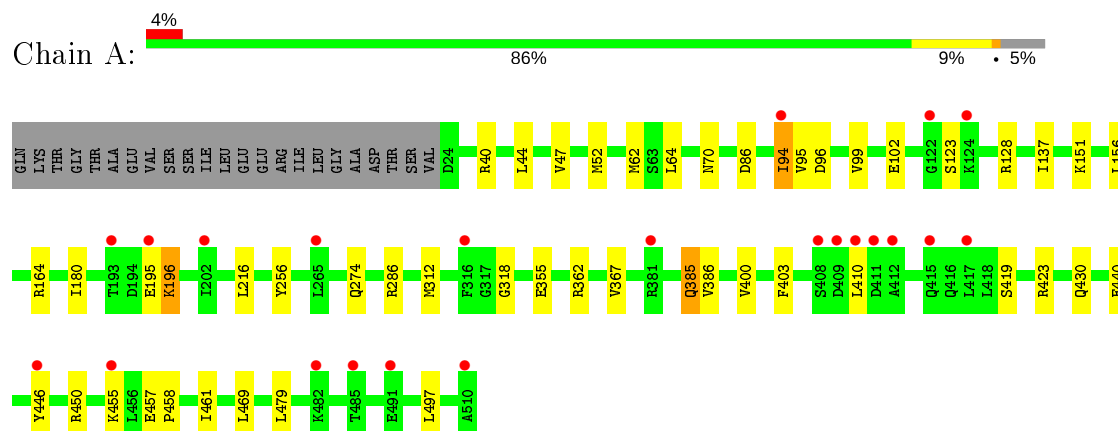 4%
Chain A:
86% 9% • 5%
GLN LYS THR GLY THR THR ALA GLU VAL SER SER ILE LEU GLU GLU ARG ILE LEU GLY ALA ASP THR SER VAL D24 R40 L44 V47 M52 M62 S63 L64 N70 D86 I94 V95 D96 V99 E102 G122 S123 K124 R128 I137 K151 L156
R164 I180 T193 D194 E195 K196 I202 L216 Y256 L265 Q274 R286 M312 F316 G317 G318 E355 R362 V367 R381 Q385 V386 V400 F403 S408 D409 L410 D411 A412 Q415 Q416 L417 L418 S419 R423 Q430
Y446 R450 K455 L456 E457 P458 I461 L469 L479 K482 T485 E491 L497 A510